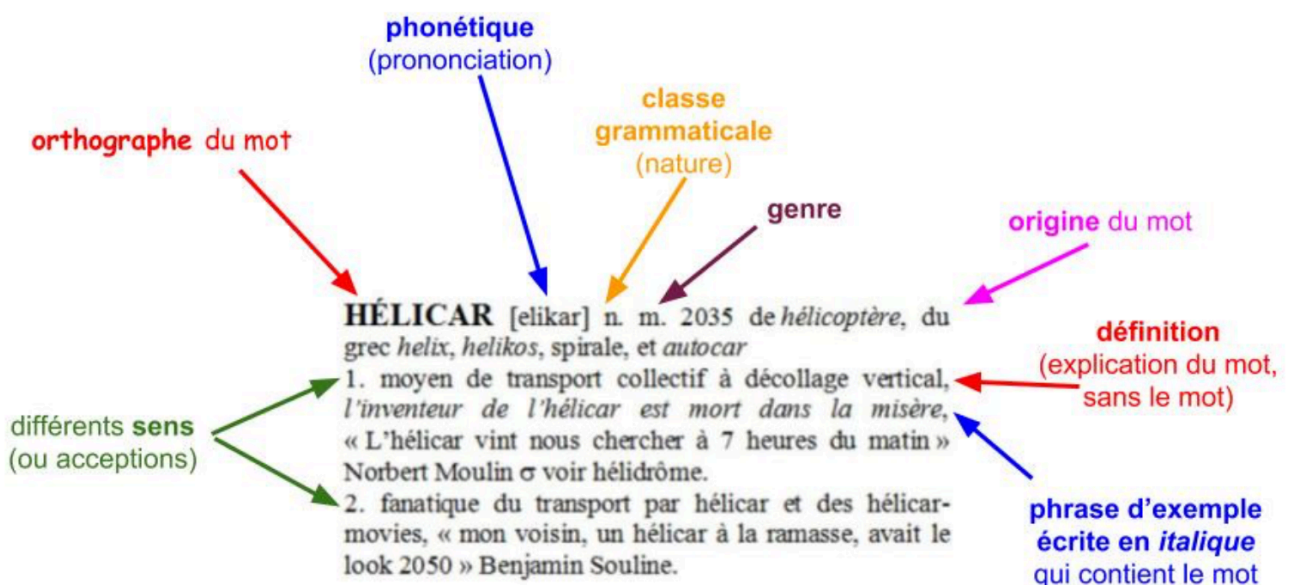 phonétique
(prononciation)
classe
grammaticale
(nature)
orthographe du mot
genre
origine du mot
HÉLICAR [elikar] n. m. 2035 de hélicoptère, du
grec helix, helikos, spirale, et autocar
1. moyen de transport collectif à décollage vertical,
l'inventeur de l'hélicar est mort dans la misère,
« L'hélicar vint nous chercher à 7 heures du matin »
Norbert Moulin σ voir hélidrôme.
2. fanatique du transport par hélicar et des hélicar-
movies, « mon voisin, un hélicar à la ramasse, avait le
look 2050 » Benjamin Souline.
différents sens
(ou acceptions)
définition
(explication du mot,
sans le mot)
phrase d'exemple
écrite en italique
qui contient le mot